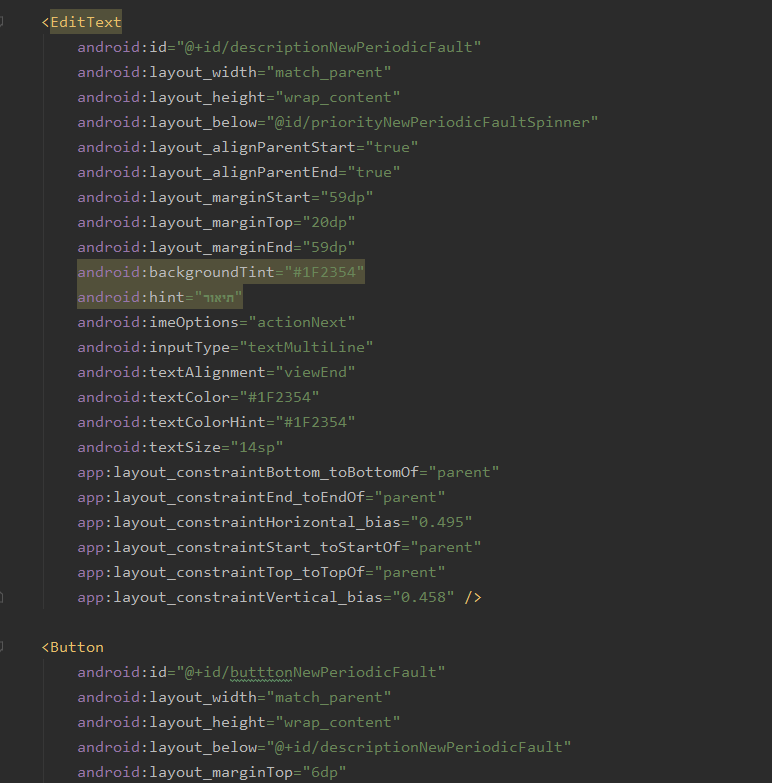 <EditText
android:id="@+id/descriptionNewPeriodicFault"
android:layout_width="match_parent"
android:layout_height="wrap_content"
android:layout_below="@id/priorityNewPeriodicFaultSpinner"
android:layout_alignParentStart="true"
android:layout_alignParentEnd="true"
android:layout_marginStart="59dp"
android:layout_marginTop="20dp"
android:layout_marginEnd="59dp"
android:backgroundTint="#1F2354"
android:hint="תיאור"
android:imeOptions="actionNext"
android:inputType="textMultiLine"
android:textAlignment="viewEnd"
android:textColor="#1F2354"
android:textColorHint="#1F2354"
android:textSize="14sp"
app:layout_constraintBottom_toBottomOf="parent"
app:layout_constraintEnd_toEndOf="parent"
app:layout_constraintHorizontal_bias="0.495"
app:layout_constraintStart_toStartOf="parent"
app:layout_constraintTop_toTopOf="parent"
app:layout_constraintVertical_bias="0.458" />
<Button
android:id="@+id/butttonNewPeriodicFault"
android:layout_width="match_parent"
android:layout_height="wrap_content"
android:layout_below="@+id/descriptionNewPeriodicFault"
android:layout_marginTop="6dp"